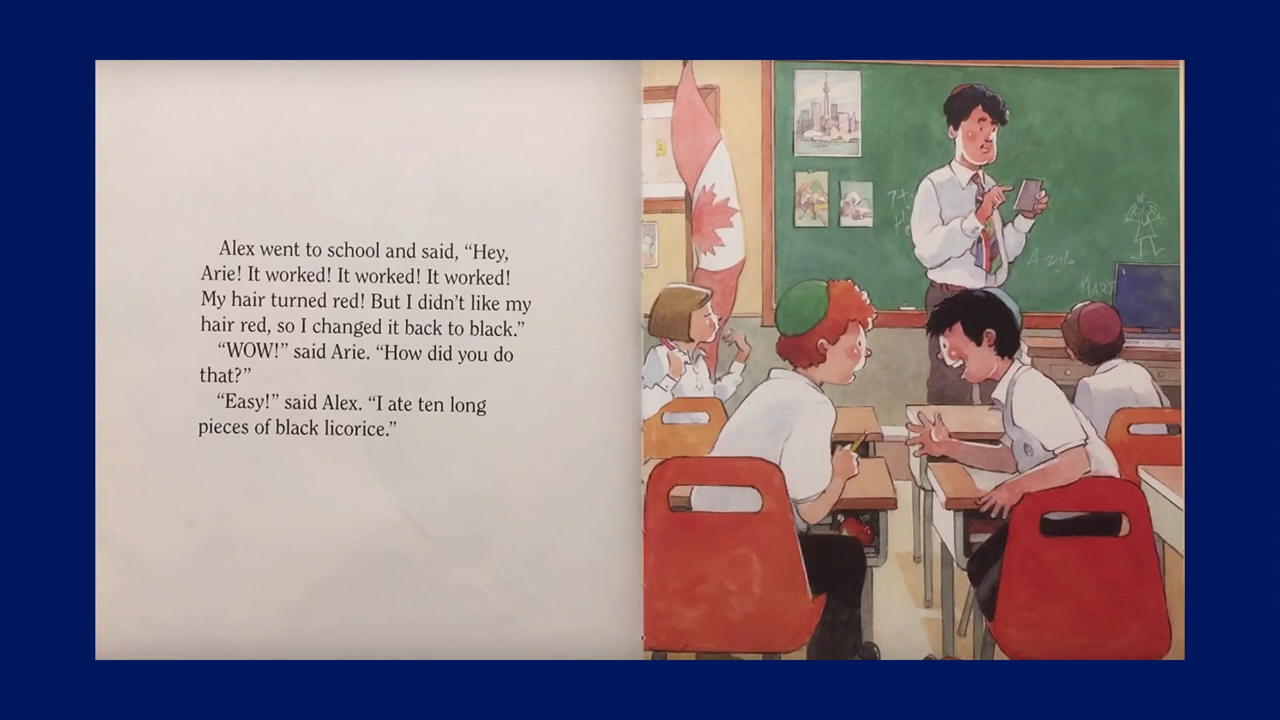 Alex went to school and said, “Hey,
Arie! It worked! It worked! It worked!
My hair turned red! But I didn’t like my
hair red, so I changed it back to black.”
“WOW!” said Arie. “How did you do
that?”
“Easy!” said Alex. “I ate ten long
pieces of black licorice.”